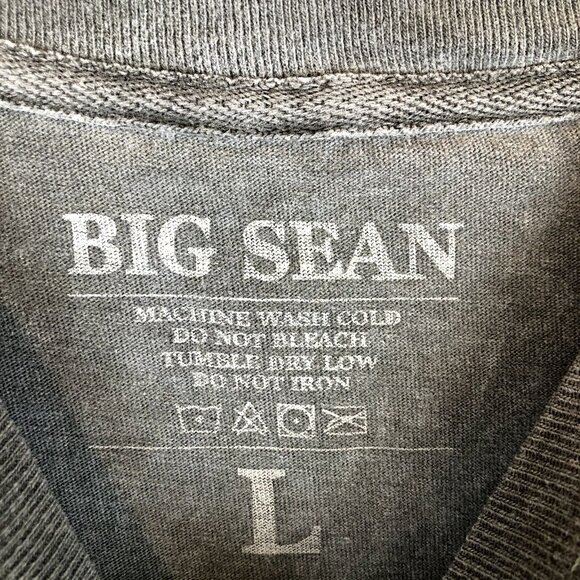 BIG SEAN
MACHINE WASH COLD
DO NOT BLEACH
TUMBLE DRY LOW
DO NOT IRON
L